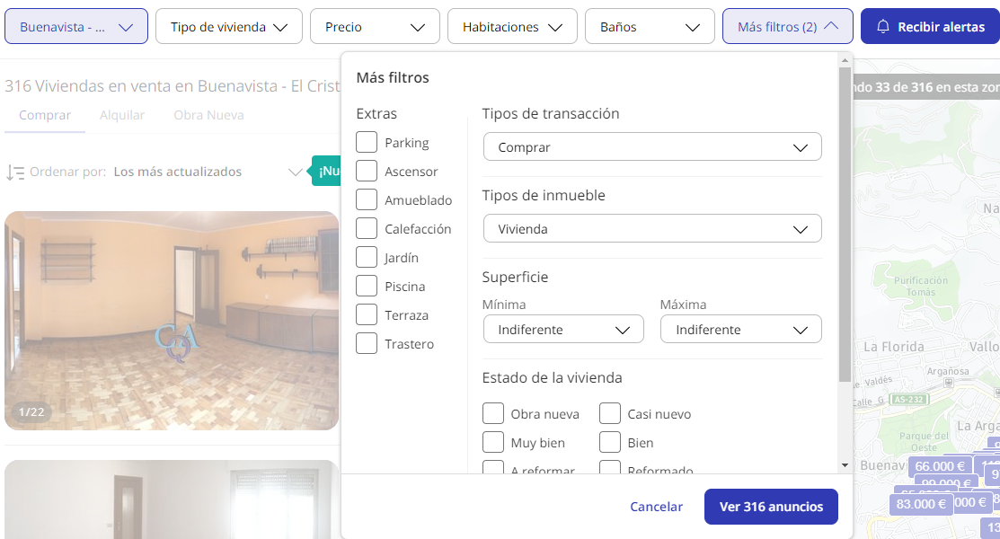 Buenavista - ...
Tipo de vivienda
Precio
Habitaciones
Baños
Más filtros (2)
Recibir alertas
316 Viviendas en venta en Buenavista - El Crist
Comprar
Alquilar
Obra Nueva
Ordenar por: Los más actualizados
¡Nu
CAQ
1/22
Más filtros
Extras
Parking
Ascensor
Amueblado
Calefacción
Jardín
Piscina
Terraza
Trastero
Tipos de transacción
Comprar
Tipos de inmueble
Vivienda
Superficie
Mínima
Máxima
Indiferente
Indiferente
Estado de la vivienda
Obra nueva
Casi nuevo
Muy bien
Bien
A reformar
Reformado
Cancelar
Ver 316 anuncios
ndo 33 de 316 en esta zon
Na
Purificación
Tomás
La Florida
Vallo
Argañosa
Valdés
Calle G
AS-232
La Arga
Parque del
Oeste
Buenav
66.000 €
99.000 €
83.000 €
000 €